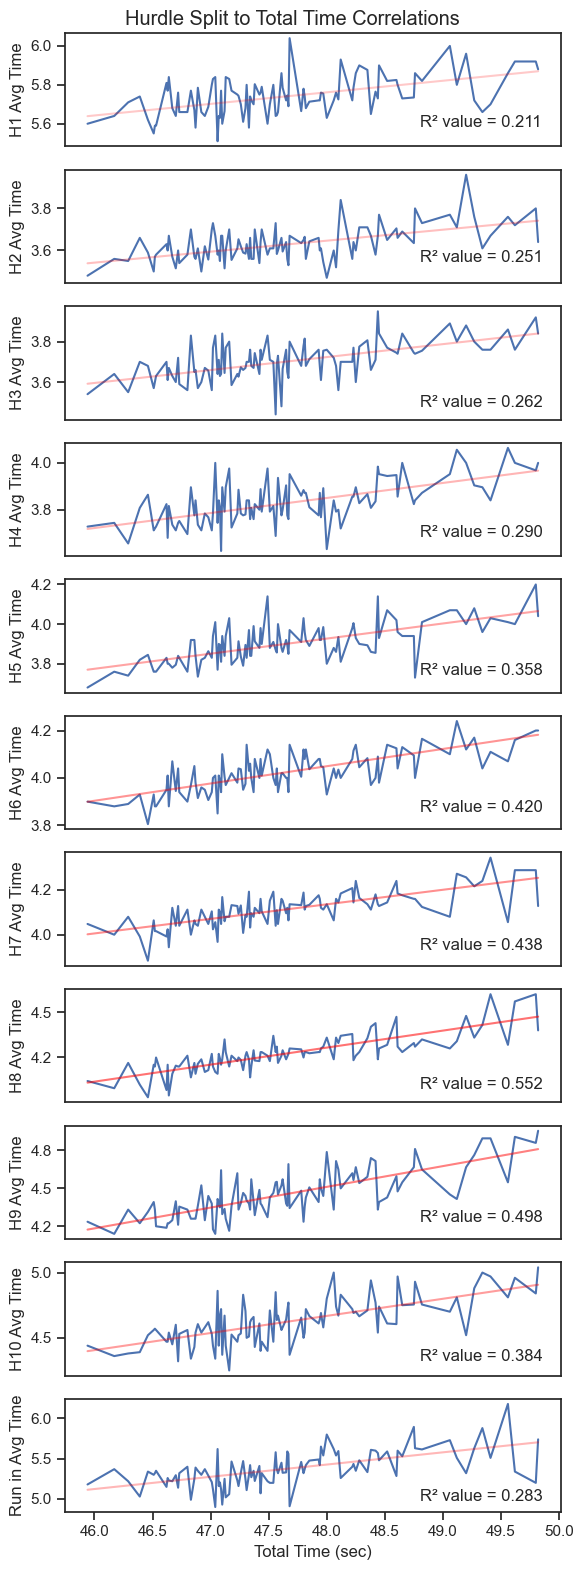 Hurdle Split to Total Time Correlations
6.0
5.8
5.6
H1 Avg Time
R² value = 0.211
3.8
3.6
H2 Avg Time
R² value = 0.251
3.8
3.6
H3 Avg Time
R² value = 0.262
4.0
3.8
H4 Avg Time
R² value = 0.290
4.2
4.0
3.8
H5 Avg Time
R² value = 0.358
4.2
4.0
3.8
H6 Avg Time
R² value = 0.420
4.2
4.0
H7 Avg Time
R² value = 0.438
4.5
4.2
H8 Avg Time
R² value = 0.552
4.8
4.5
4.2
H9 Avg Time
R² value = 0.498
5.0
4.5
H10 Avg Time
R² value = 0.384
6.0
5.5
5.0
Run in Avg Time
R² value = 0.283
46.0 46.5 47.0 47.5 48.0 48.5 49.0 49.5 50.0
Total Time (sec)